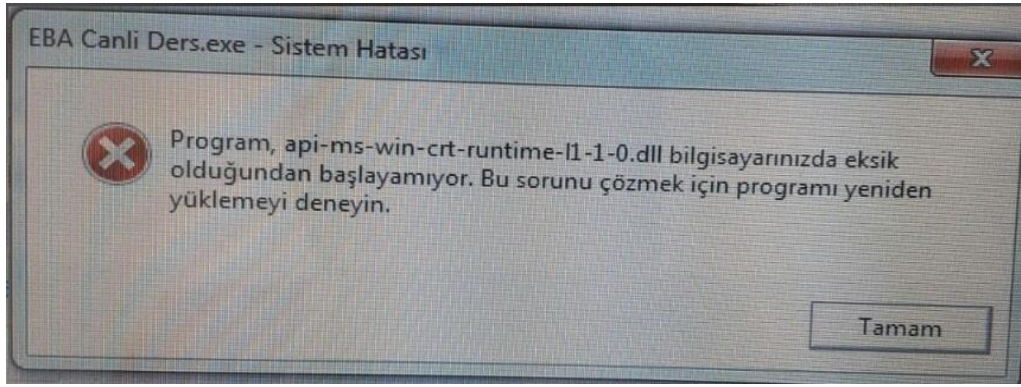 EBA Canli Ders.exe - Sistem Hatası
Program, api-ms-win-crt-runtime-l1-1-0.dll bilgisayarınızda eksik
olduğundan başlayamıyor. Bu sorunu çözmek için programı yeniden
yüklemeyi deneyin.
Tamam